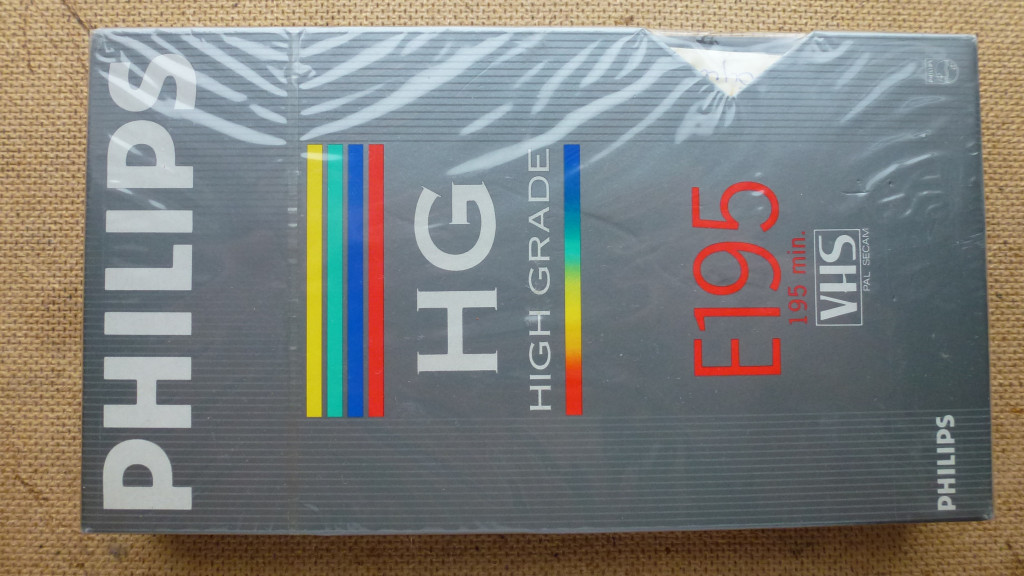 PHILIPS
HG
HIGH GRADE
E195
195 min.
VHS
PAL SECAM
PHILIPS